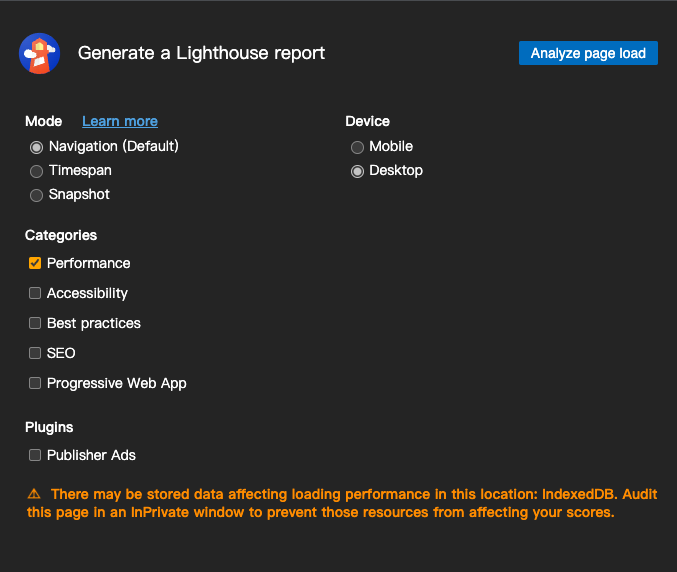 Generate a Lighthouse report
Analyze page load
Mode Learn more
Navigation (Default)
Timespan
Snapshot
Device
Mobile
Desktop
Categories
Performance
Accessibility
Best practices
SEO
Progressive Web App
Plugins
Publisher Ads
⚠ There may be stored data affecting loading performance in this location: IndexedDB. Audit
this page in an InPrivate window to prevent those resources from affecting your scores.